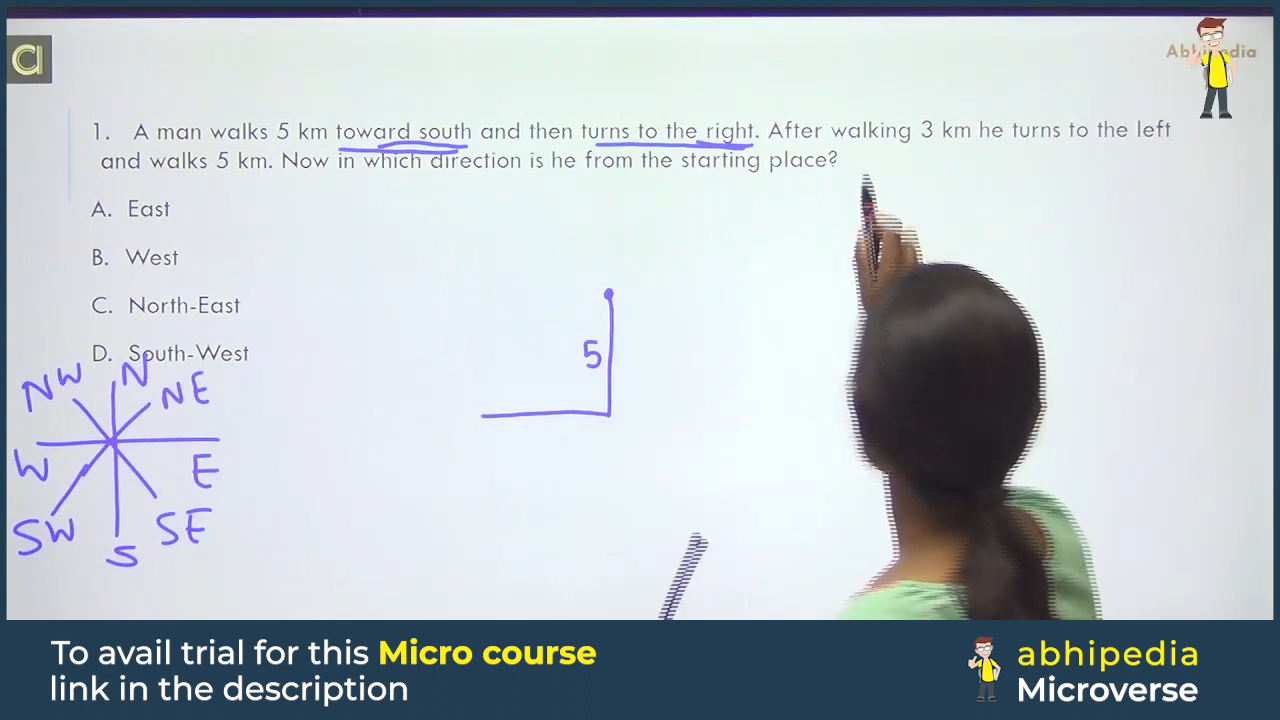 a
Abhipedia
1. A man walks 5 km toward south and then turns to the right. After walking 3 km he turns to the left
and walks 5 km. Now in which direction is he from the starting place?
A. East
B. West
C. North-East
D. South-West
NW N NE
W E
SW S SE
5
To avail trial for this Micro course
link in the description
abhipedia
Microverse